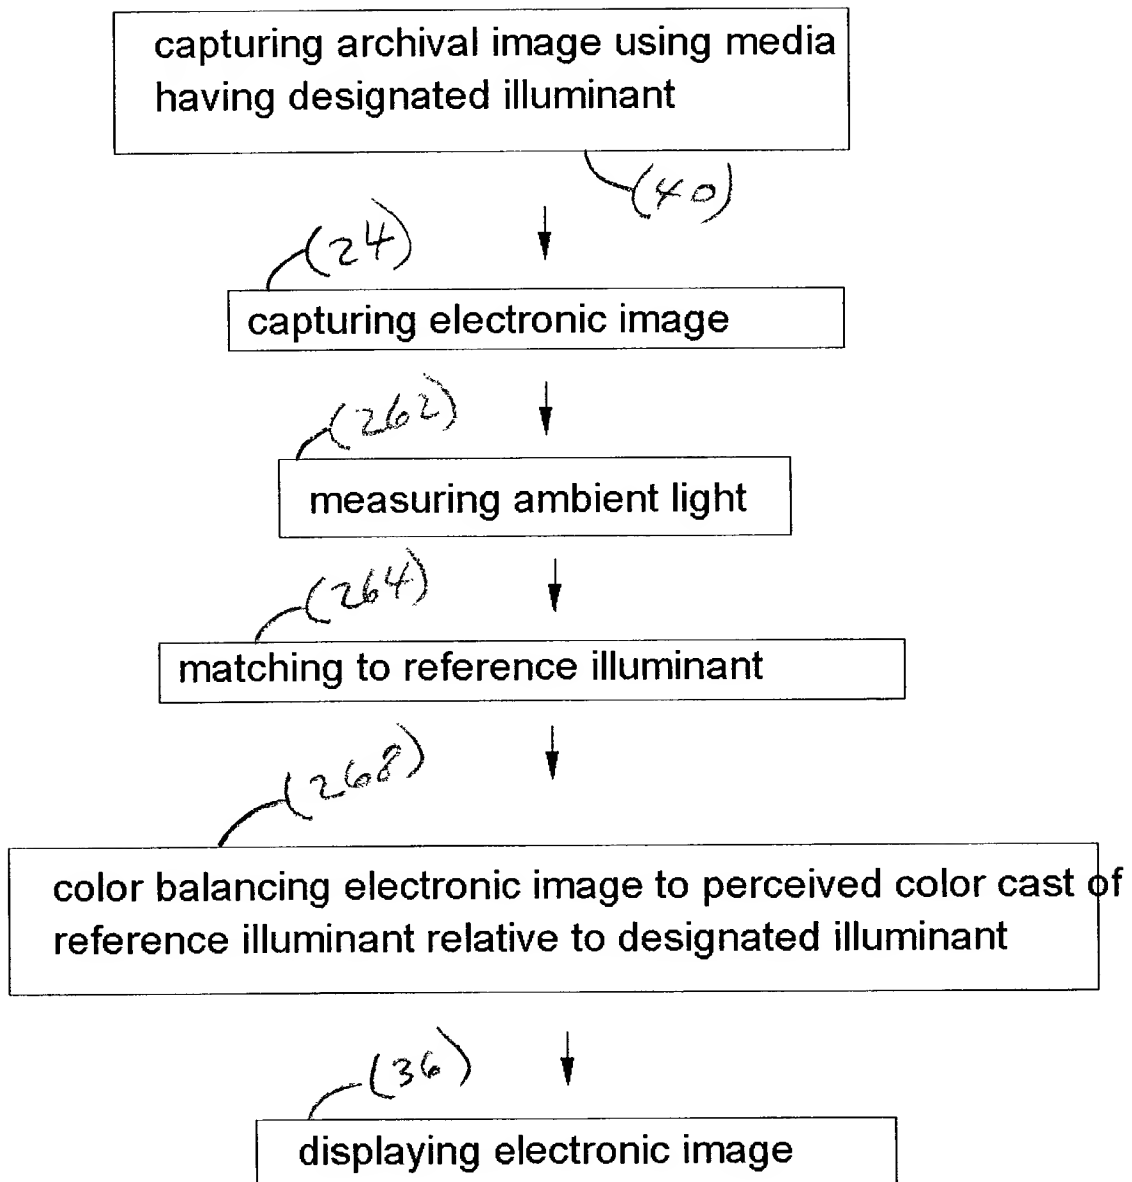 capturing archival image using media
having designated illuminant
(40)
(24)
capturing electronic image
(262)
measuring ambient light
(264)
matching to reference illuminant
(268)
color balancing electronic image to perceived color cast of
reference illuminant relative to designated illuminant
(36)
displaying electronic image